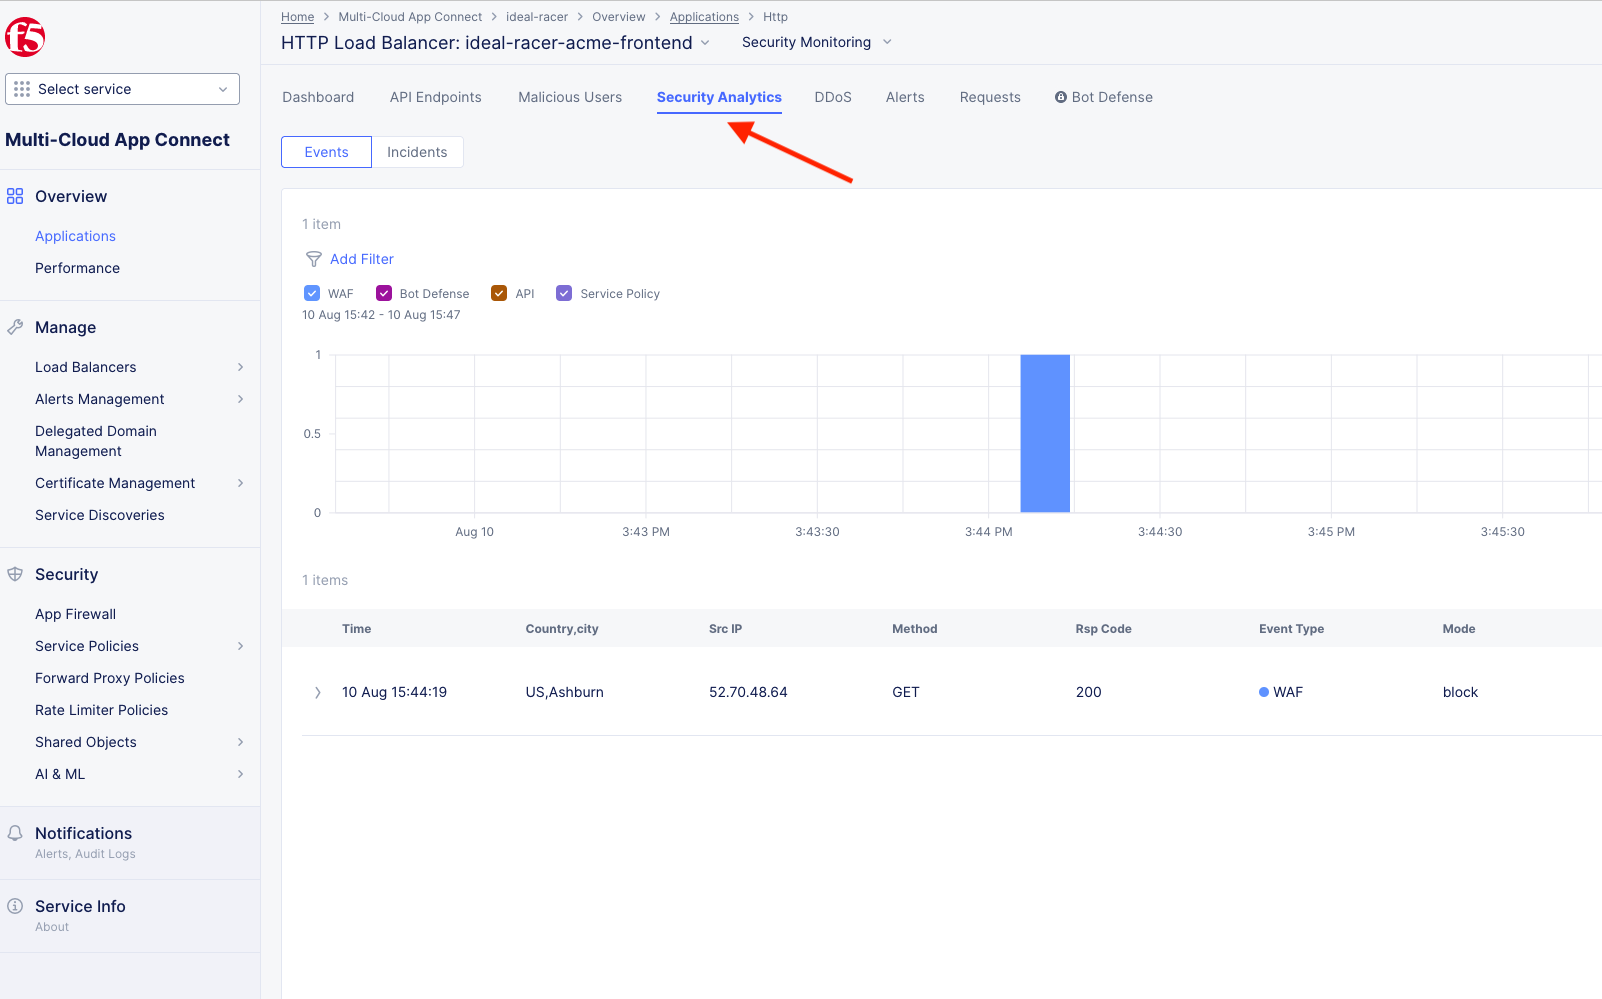 f5
Select service
Multi-Cloud App Connect
Overview
Applications
Performance
Manage
Load Balancers
Alerts Management
Delegated Domain
Management
Certificate Management
Service Discoveries
Security
App Firewall
Service Policies
Forward Proxy Policies
Rate Limiter Policies
Shared Objects
AI & ML
Notifications
Alerts, Audit Logs
Service Info
About
Home > Multi-Cloud App Connect > ideal-racer > Overview > Applications > Http
HTTP Load Balancer: ideal-racer-acme-frontend Security Monitoring
Dashboard API Endpoints Malicious Users Security Analytics DDoS Alerts Requests Bot Defense
Events Incidents
1 item
Add Filter
WAF Bot Defense API Service Policy
10 Aug 15:42 - 10 Aug 15:47
1
0.5
0
Aug 10 3:43 PM 3:43:30 3:44 PM 3:44:30 3:45 PM 3:45:30
1 items
Time Country,city Src IP Method Rsp Code Event Type Mode
10 Aug 15:44:19 US,Ashburn 52.70.48.64 GET 200 WAF block